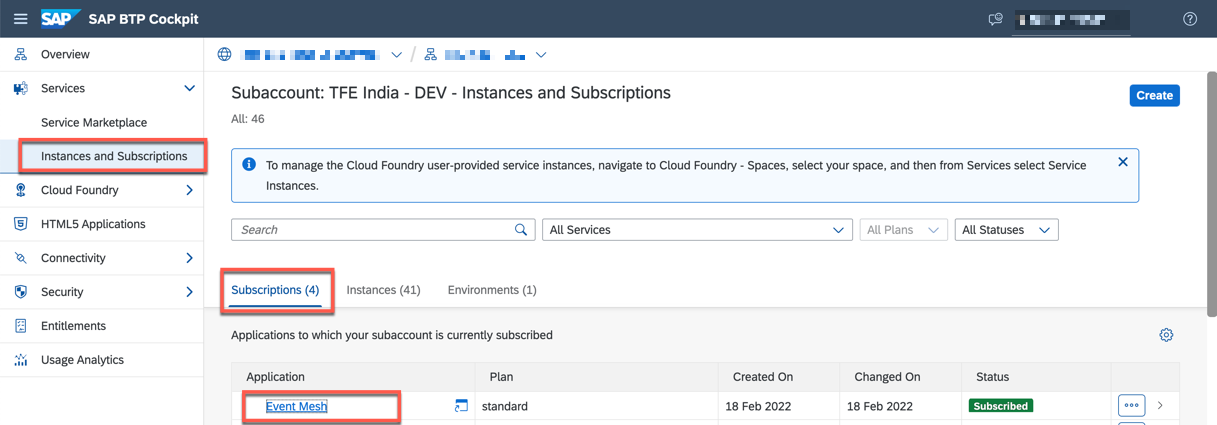 SAP SAP BTP Cockpit
Overview
Services
Service Marketplace
Instances and Subscriptions
Cloud Foundry
HTML5 Applications
Connectivity
Security
Entitlements
Usage Analytics
Subaccount: TFE India - DEV - Instances and Subscriptions
Create
All: 46
To manage the Cloud Foundry user-provided service instances, navigate to Cloud Foundry - Spaces, select your space, and then from Services select Service
Instances.
Search
All Services
All Plans
All Statuses
Subscriptions (4)
Instances (41)
Environments (1)
Applications to which your subaccount is currently subscribed
Application Plan Created On Changed On Status
Event Mesh standard 18 Feb 2022 18 Feb 2022 Subscribed